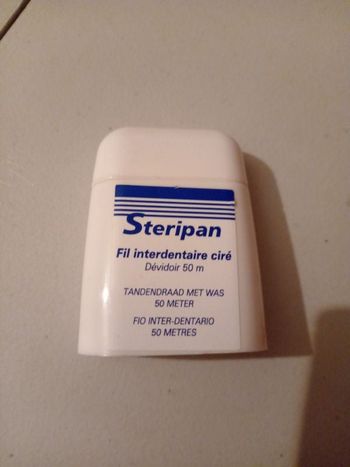 Steripan
Fil interdentaire ciré
Dévidoir 50 m
TANDENDRAAD MET WAS
50 METER
FIO INTER-DENTARIO
50 METRES